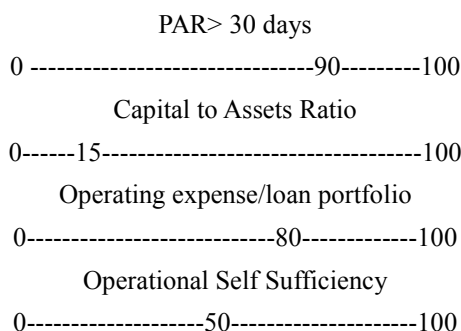 PAR> 30 days
0 --------------------------------90---------100
Capital to Assets Ratio
0------15------------------------------------100
Operating expense/loan portfolio
0----------------------------80-------------100
Operational Self Sufficiency
0--------------------50---------------------100